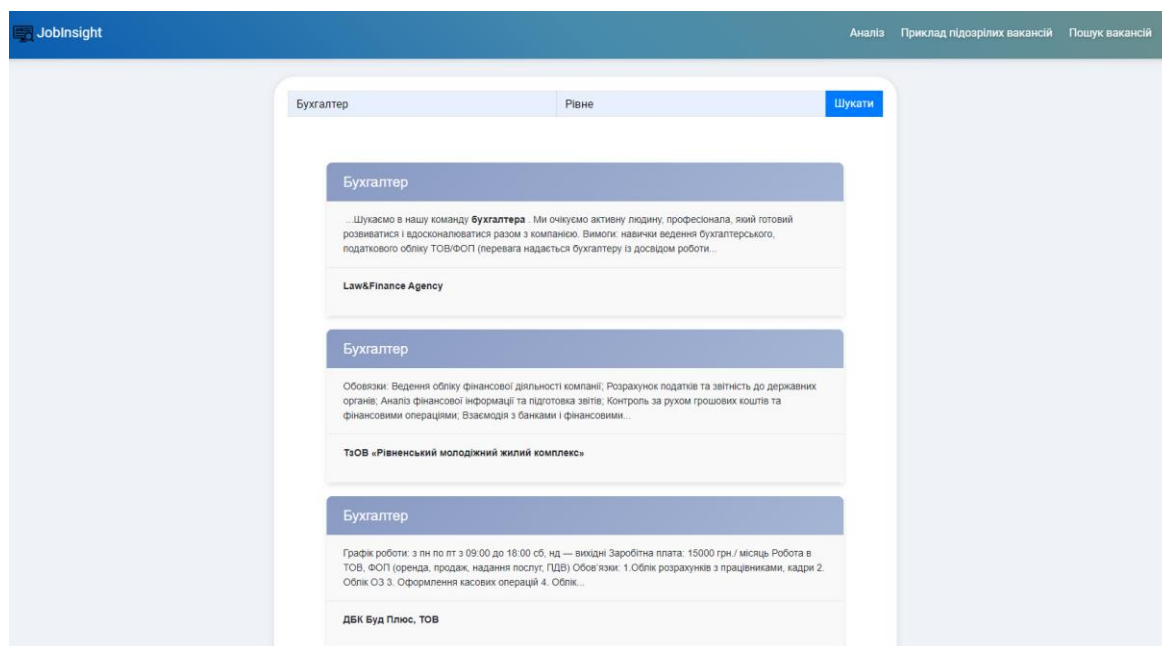 JobInsight
Аналіз Приклад підозрілих вакансій Пошук вакансій
Бухгалтер Рівне Шукати
Бухгалтер
...Шукаємо в нашу команду бухгалтера . Ми очікуємо активну людину, професіонала, який готовий
розвиватися і вдосконалюватися разом з компанією. Вимоги: навички ведення бухгалтерського,
податкового обліку ТОВ/ФОП (перевага надається бухгалтеру із досвідом роботи...
Law&Finance Agency
Бухгалтер
Обовязки: Ведення обліку фінансової діяльності компанії; Розрахунок податків та звітність до державних
органів; Аналіз фінансової інформації та підготовка звітів; Контроль за рухом грошових коштів та
фінансовими операціями; Взаємодія з банками і фінансовими...
ТзОВ «Рівненський молодіжний жилий комплекс»
Бухгалтер
Графік роботи: з пн по пт з 09:00 до 18:00 сб, нд — вихідні Заробітна плата: 15000 грн./ місяць Робота в
ТОВ, ФОП (оренда, продаж, надання послуг, ПДВ) Обов'язки: 1.Облік розрахунків з працівниками, кадри 2.
Облік ОЗ 3. Оформлення касових операцій 4. Облік...
ДБК Буд Плюс, ТОВ